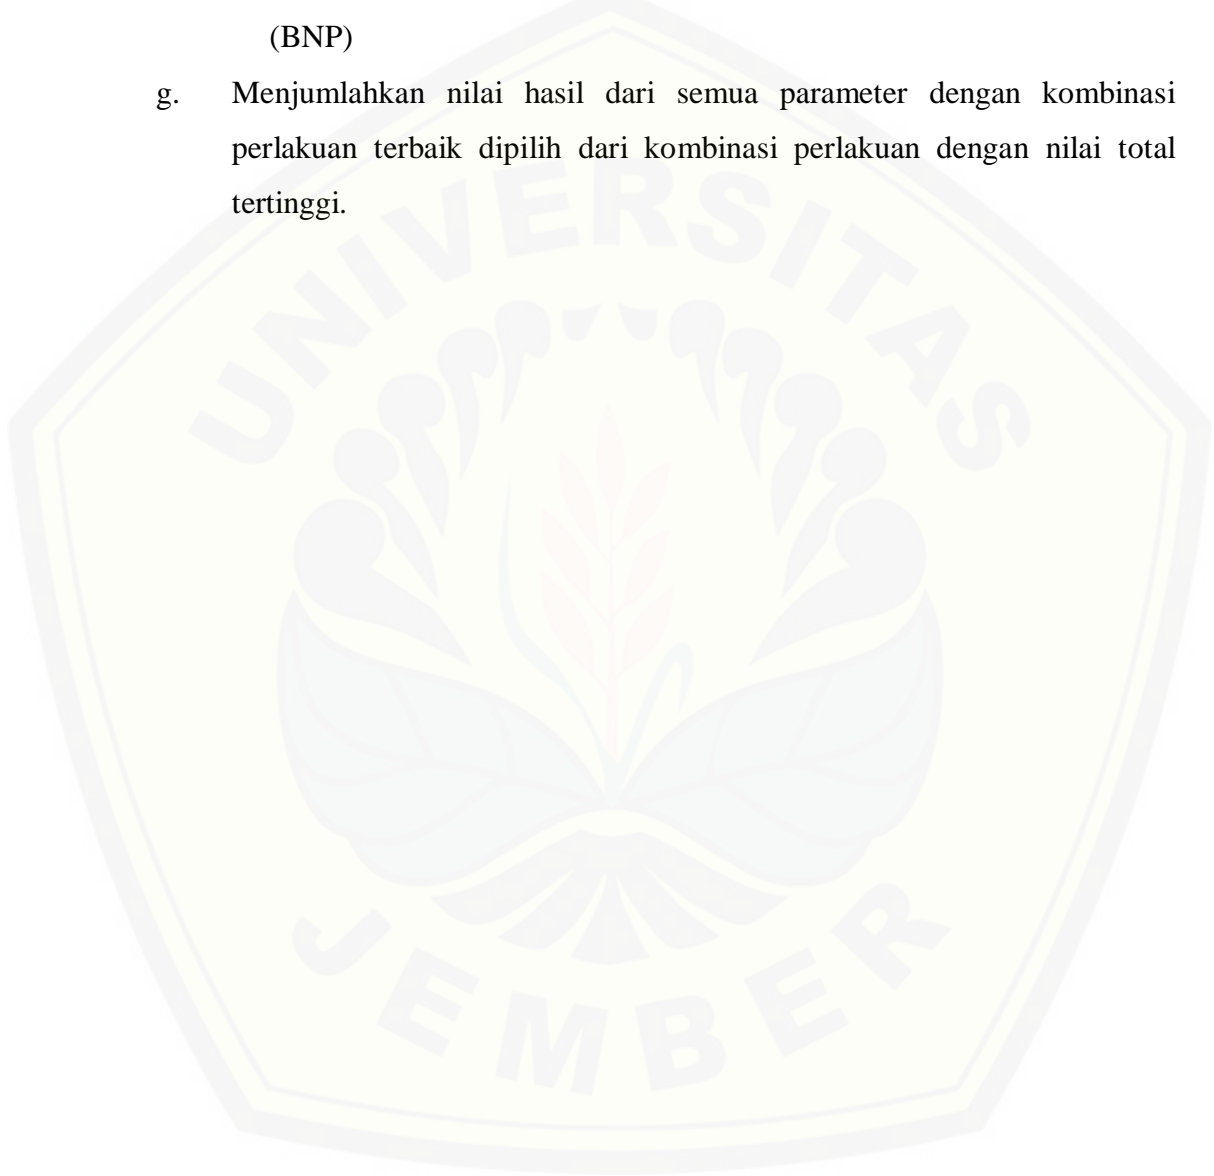 (BNP)
g. Menjumlahkan nilai hasil dari semua parameter dengan kombinasi
perlakuan terbaik dipilih dari kombinasi perlakuan dengan nilai total
tertinggi.
UNIVERSITAS
JEMBER